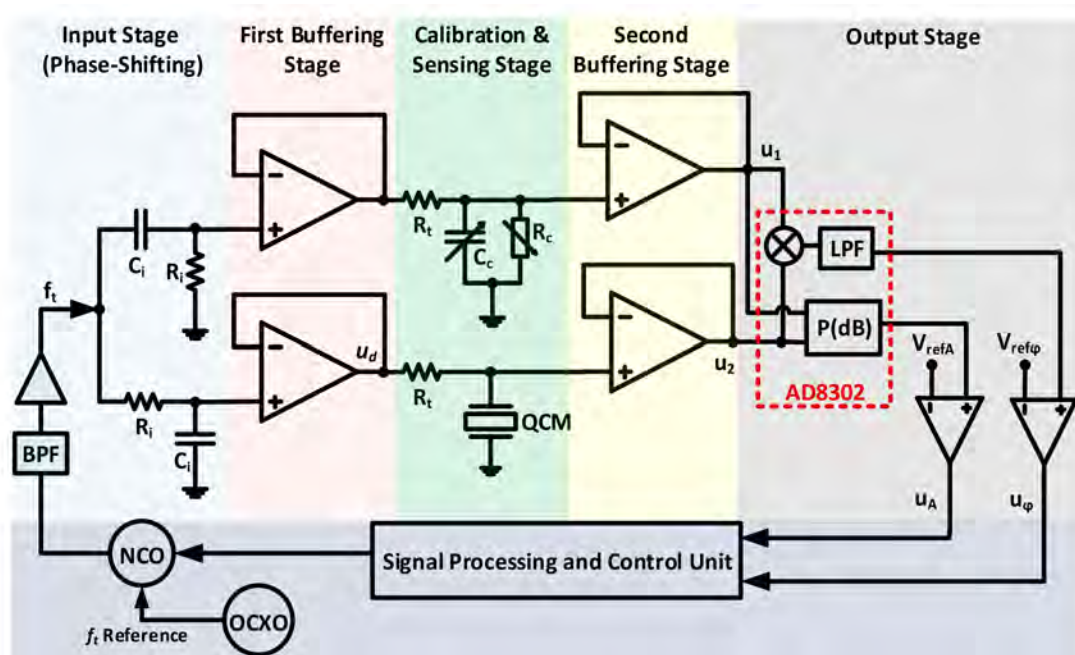 Input Stage
(Phase-Shifting)
First Buffering
Stage
Calibration &
Sensing Stage
Second
Buffering Stage
Output Stage
u1
Rt
Cc
Rc
Ci
Ri
ft
LPF
P(dB)
VrefA
Vrefφ
ud
u2
AD8302
Rt
QCM
Ri
Ci
BPF
uA
uφ
NCO
Signal Processing and Control Unit
OCXO
ft Reference